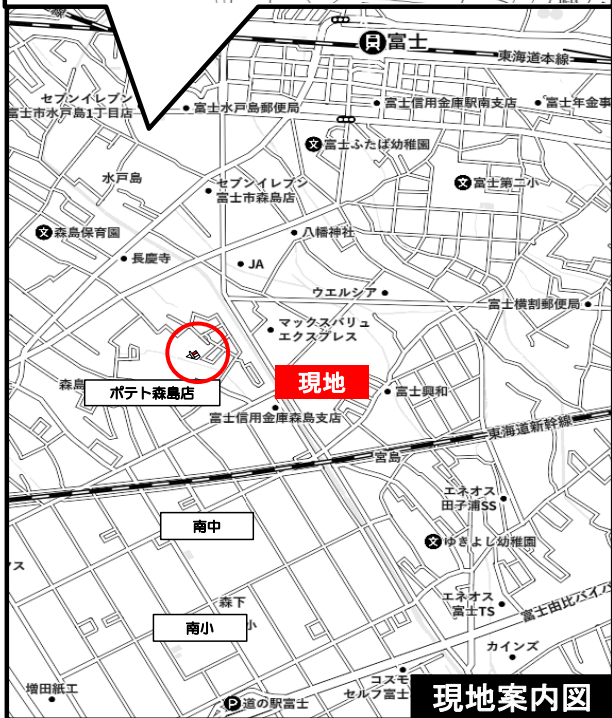 富士
東海道本線
セブンイレブン
富士市水戸島1丁目店
富士水戸島郵便局
富士信用金庫駅南支店
富士年金事
富士ふたば幼稚園
水戸島
セブンイレブン
富士市森島店
富士第二小
森島保育園
八幡神社
長慶寺
JA
ウエルシア
富士横割郵便局
マックスバリュ
エクスプレス
現地
森島
ポテト森島店
富士興和
富士信用金庫森島支店
東海道新幹線
宮島
エネオス
田子浦SS
南中
ゆきよし幼稚園
ス
森下
エネオス
富士TS
富士由比バイパ
南小
小
カインズ
増田紙工
コスモ
セルフ富士
P道の駅富士
現地案内図
文
文
文
文